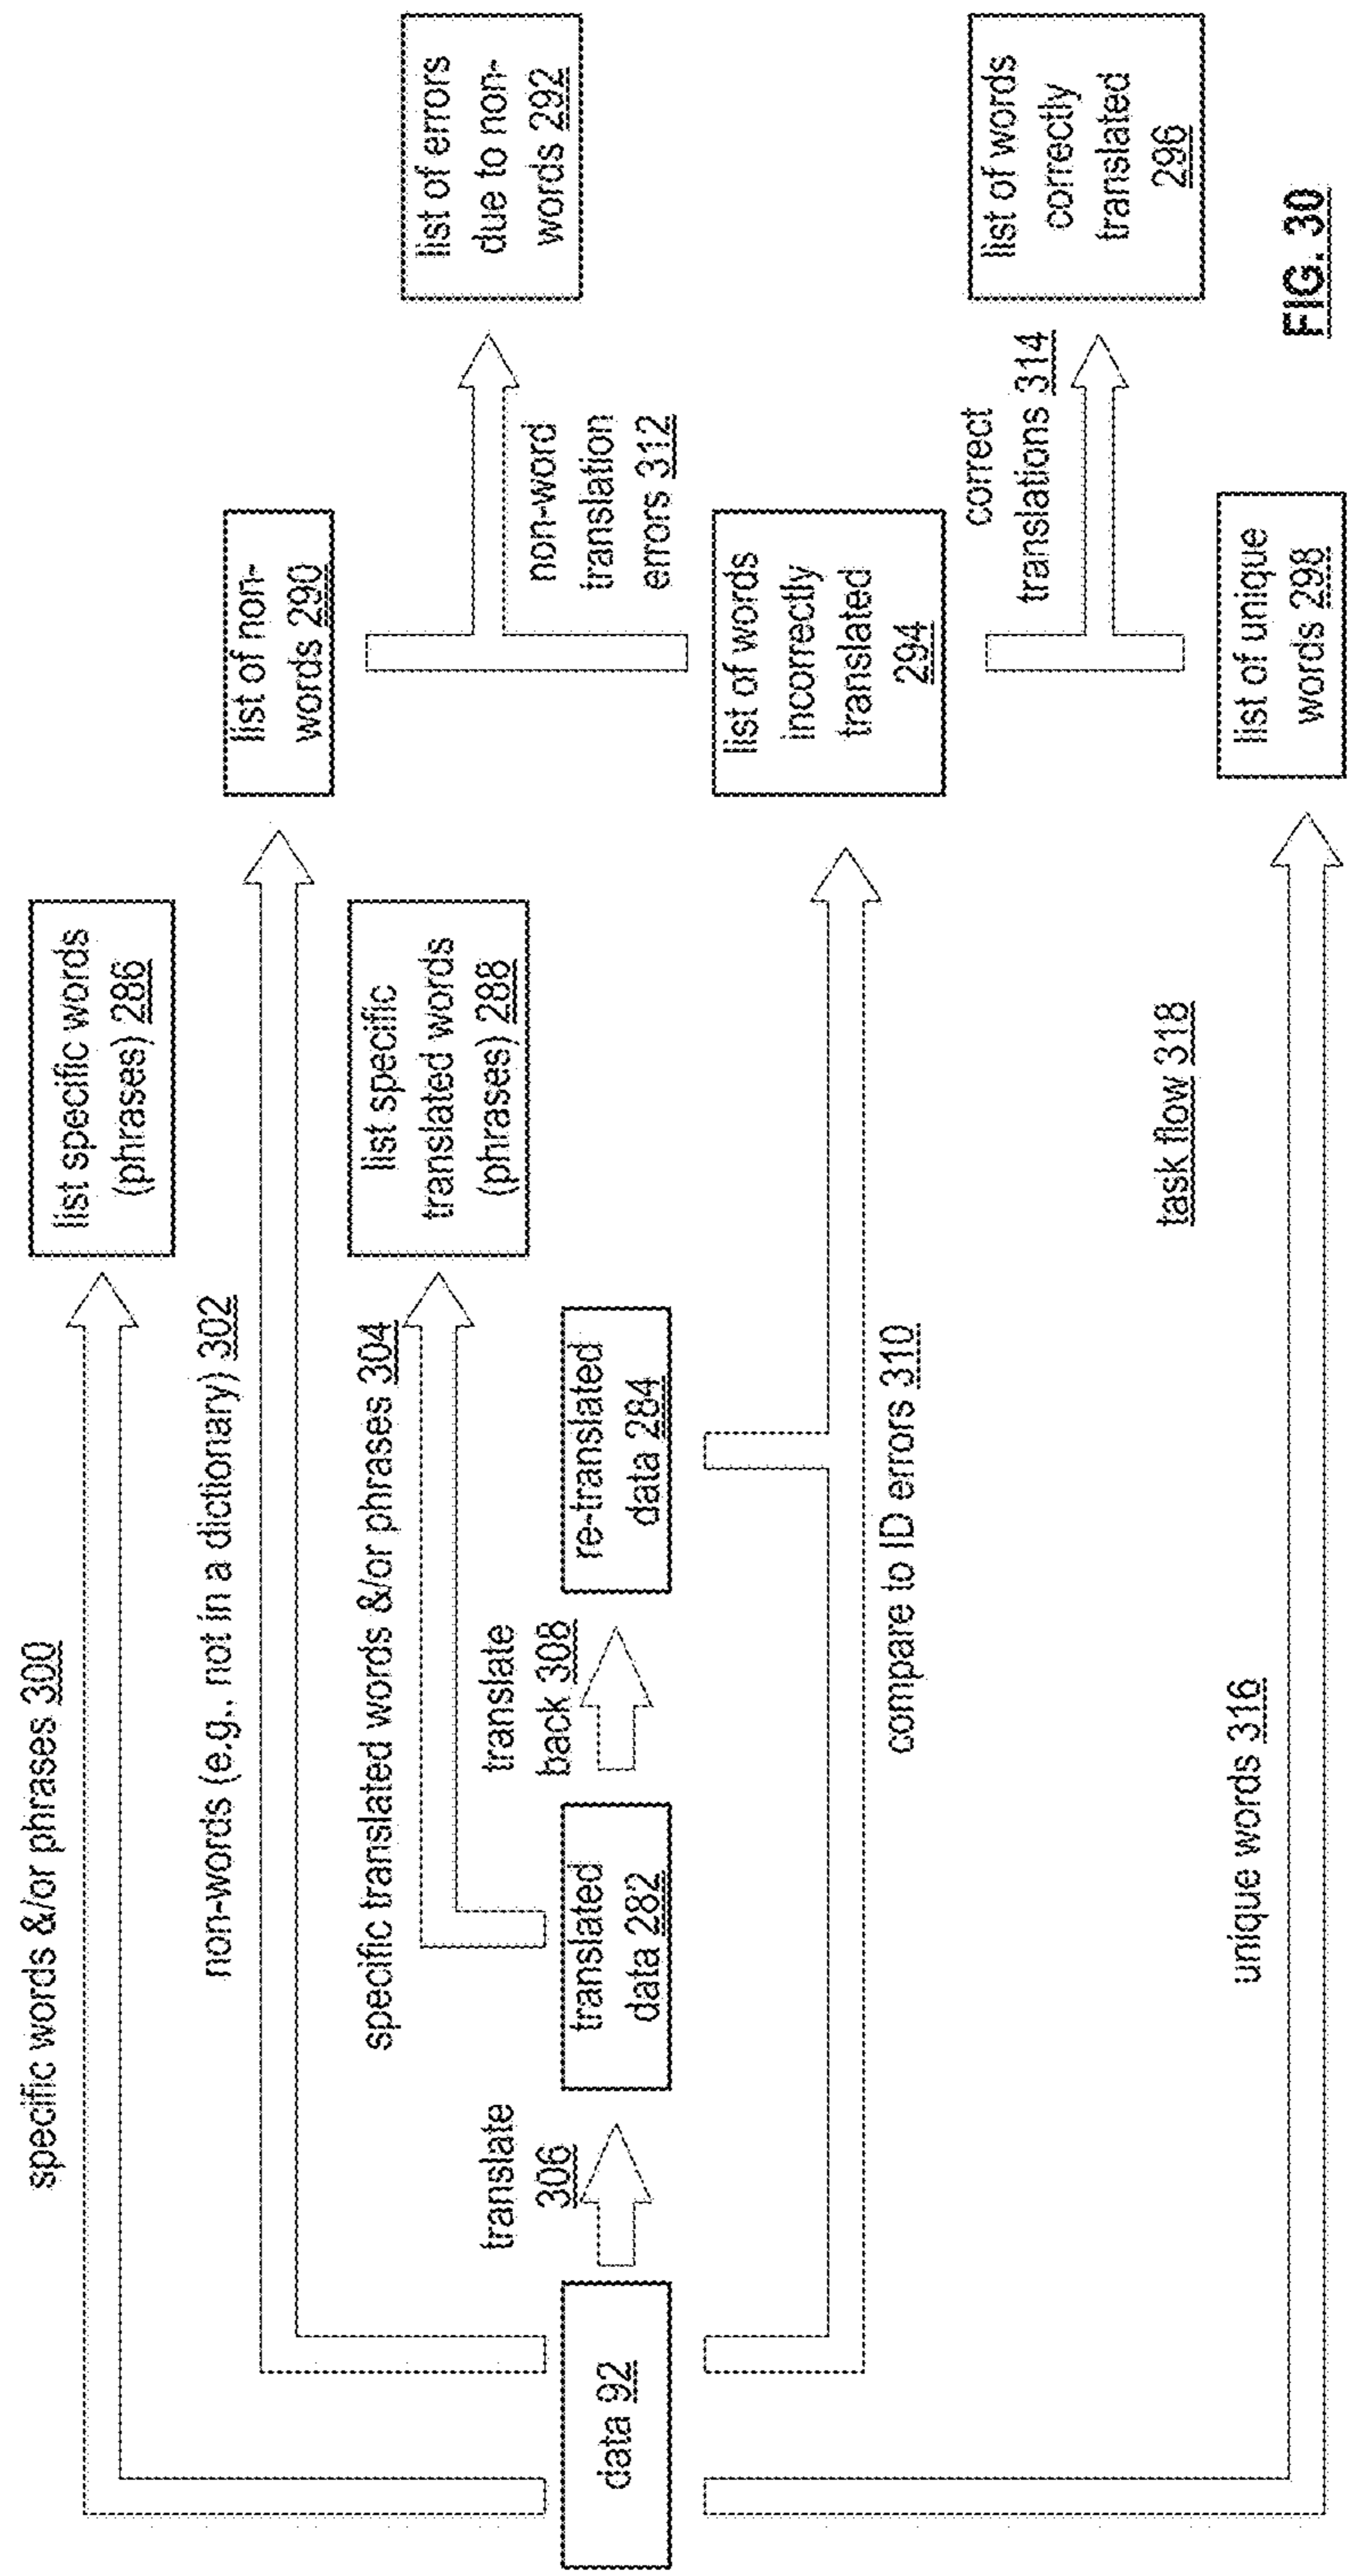 specific words &/or phrases 300
list specific words
(phrases) 286
non-words (e.g., not in a dictionary) 302
list of non-
words 290
specific translated words &/or phrases 304
list specific
translated words
(phrases) 288
list of errors
due to non-
words 292
non-word
translation
errors 312
data 92
translate
306
translated
data 282
translate
back 308
re-translated
data 284
compare to ID errors 310
list of words
incorrectly
translated
294
correct
translations 314
list of words
correctly
translated
296
task flow 318
unique words 316
list of unique
words 298
FIG. 30